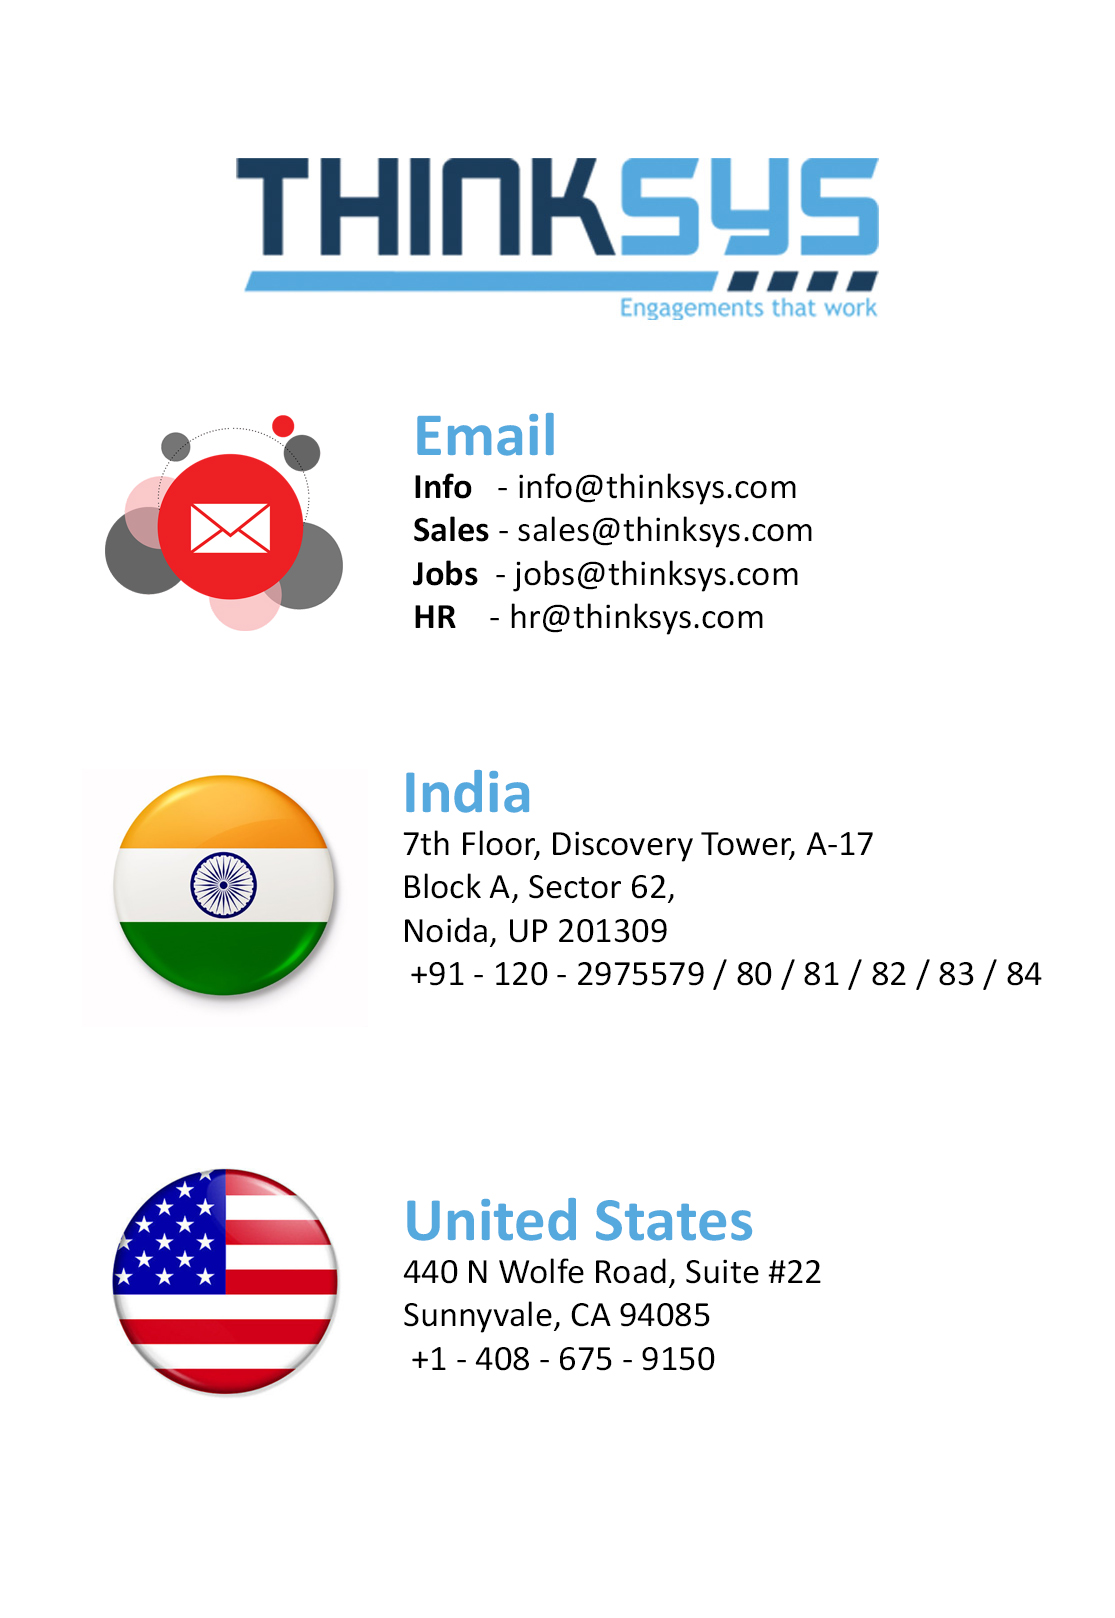 THINKSYS
Engagements that work
Email
Info - info@thinksys.com
Sales - sales@thinksys.com
Jobs - jobs@thinksys.com
HR - hr@thinksys.com
India
7th Floor, Discovery Tower, A-17
Block A, Sector 62,
Noida, UP 201309
+91 - 120 - 2975579 / 80 / 81 / 82 / 83 / 84
United States
440 N Wolfe Road, Suite #22
Sunnyvale, CA 94085
+1 - 408 - 675 - 9150